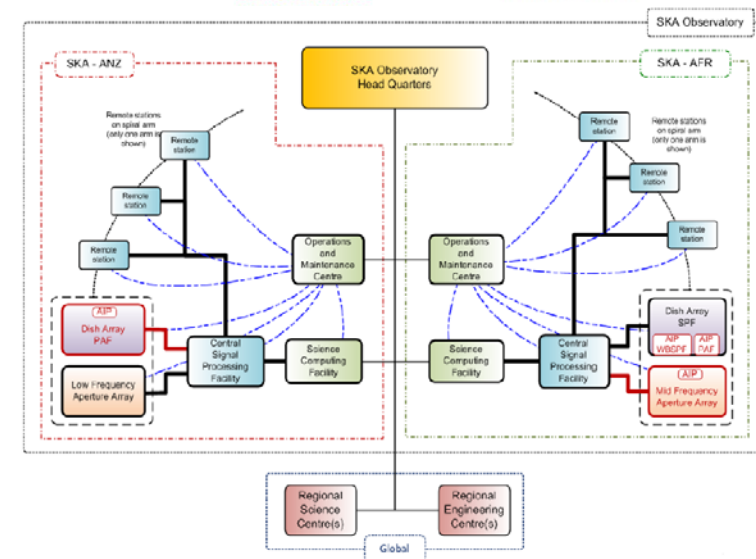 SKA Observatory
SKA - ANZ
SKA Observatory
Head Quarters
SKA - AFR
Remote stations
on spiral arm
(only one arm is
shown)
Remote
station
Remote
station
Remote
station
Remote
station
Remote stations
on spiral arm
(only one arm is
shown)
Remote
station
Remote
station
Operations
and
Maintenance
Centre
Operations
and
Maintenance
Centre
AIP
Dish Array
PAF
Low Frequency
Aperture Array
Central
Signal
Processing
Facility
Science
Computing
Facility
Science
Computing
Facility
Central
Signal
Processing
Facility
Dish Array
SPF
AIP
WBSPF
AIP
PAF
AIP
Mid Frequency
Aperture Array
Regional
Science
Centre(s)
Regional
Engineering
Centre(s)
Global